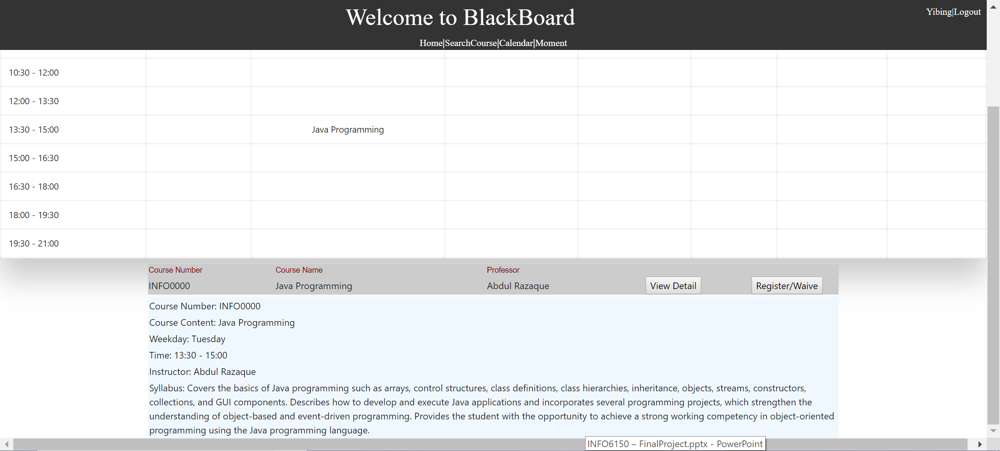 Welcome to BlackBoard
Yibing|Logout
Home|SearchCourse|Calendar|Moment
10:30 - 12:00
12:00 - 13:30
13:30 - 15:00 Java Programming
15:00 - 16:30
16:30 - 18:00
18:00 - 19:30
19:30 - 21:00
Course Number Course Name Professor
INFO0000 Java Programming Abdul Razaque View Detail Register/Waive
Course Number: INFO0000
Course Content: Java Programming
Weekday: Tuesday
Time: 13:30 - 15:00
Instructor: Abdul Razaque
Syllabus: Covers the basics of Java programming such as arrays, control structures, class definitions, class hierarchies, inheritance, objects, streams, constructors,
collections, and GUI components. Describes how to develop and execute Java applications and incorporates several programming projects, which strengthen the
understanding of object-based and event-driven programming. Provides the student with the opportunity to achieve a strong working competency in object-oriented
programming using the Java programming language.
INFO6150 – FinalProject.pptx - PowerPoint